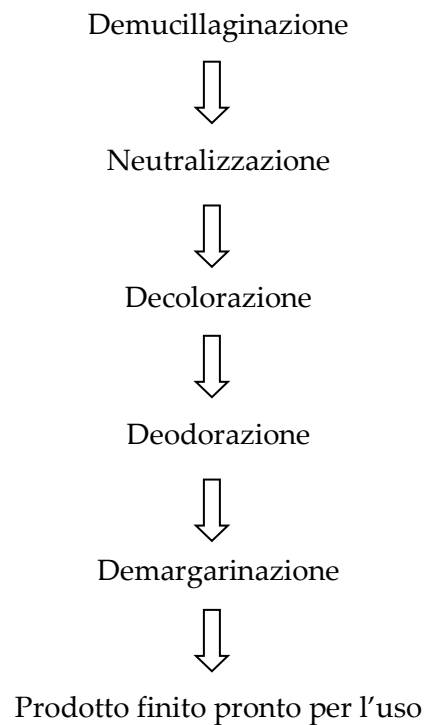 Demucillaginazione
Neutralizzazione
Decolorazione
Deodorazione
Demargarinazione
Prodotto finito pronto per l’uso